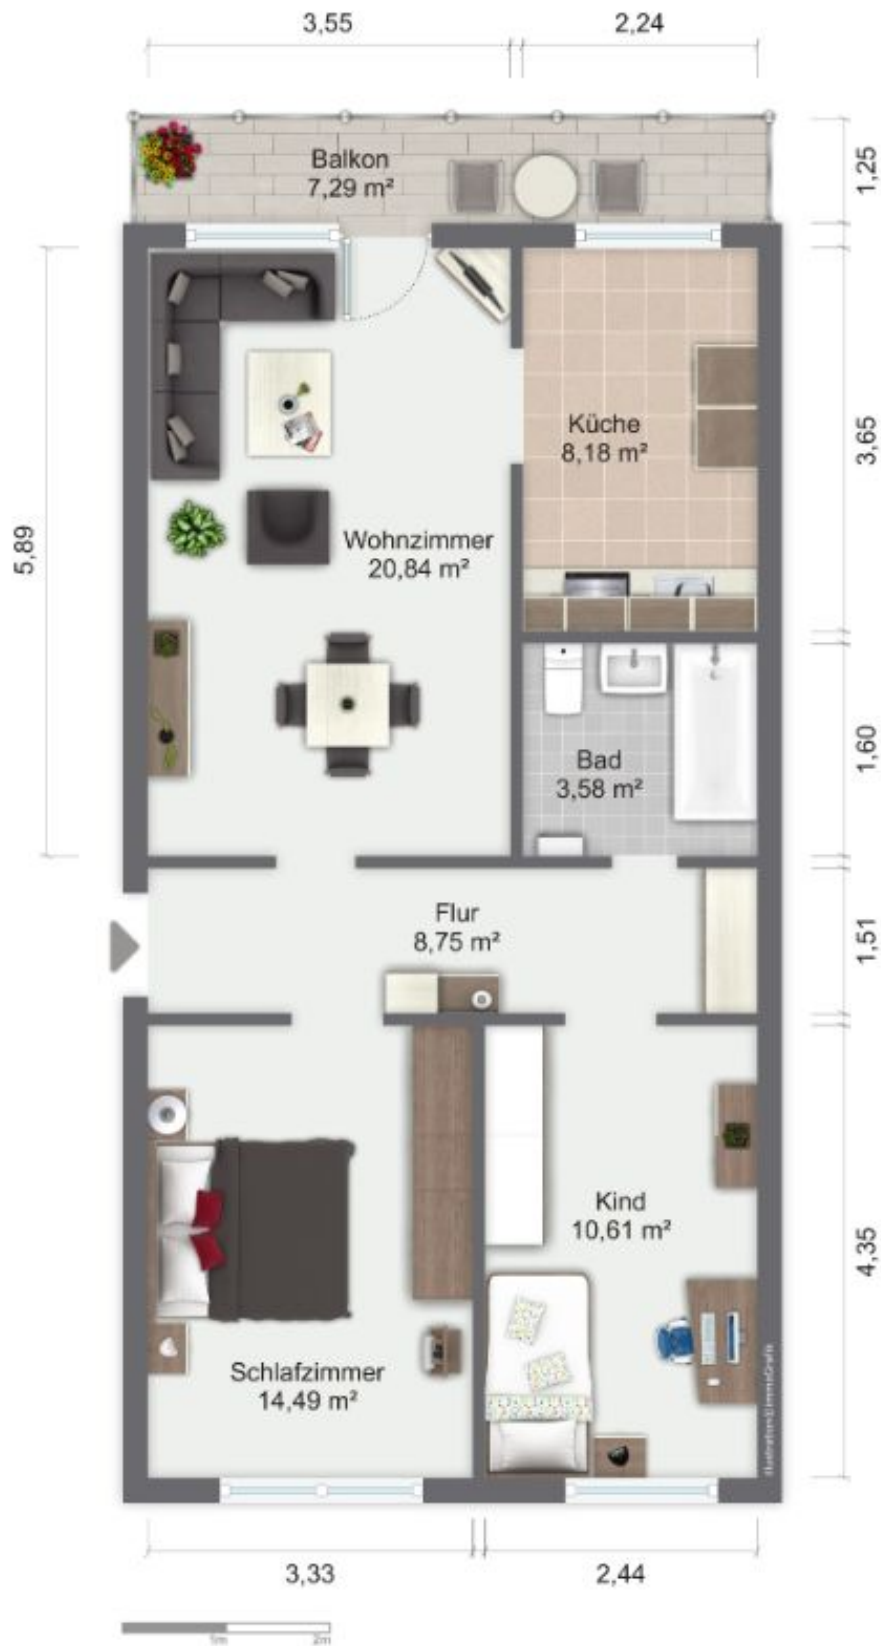 3,55
2,24
Balkon
7,29 m²
1,25
5,89
Küche
8,18 m²
3,65
Wohnzimmer
20,84 m²
Bad
3,58 m²
1,60
Flur
8,75 m²
1,51
Kind
10,61 m²
4,35
Schlafzimmer
14,49 m²
3,33
2,44
1m
2m